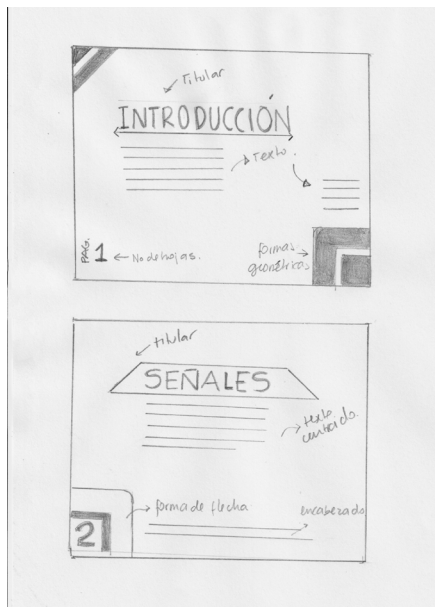 Titular
INTRODUCCIÓN
Texto.
PAG. 1
No de hojas.
formas
geométricas
titular
SEÑALES
texto
centrado.
forma de flecha
encabezado
2